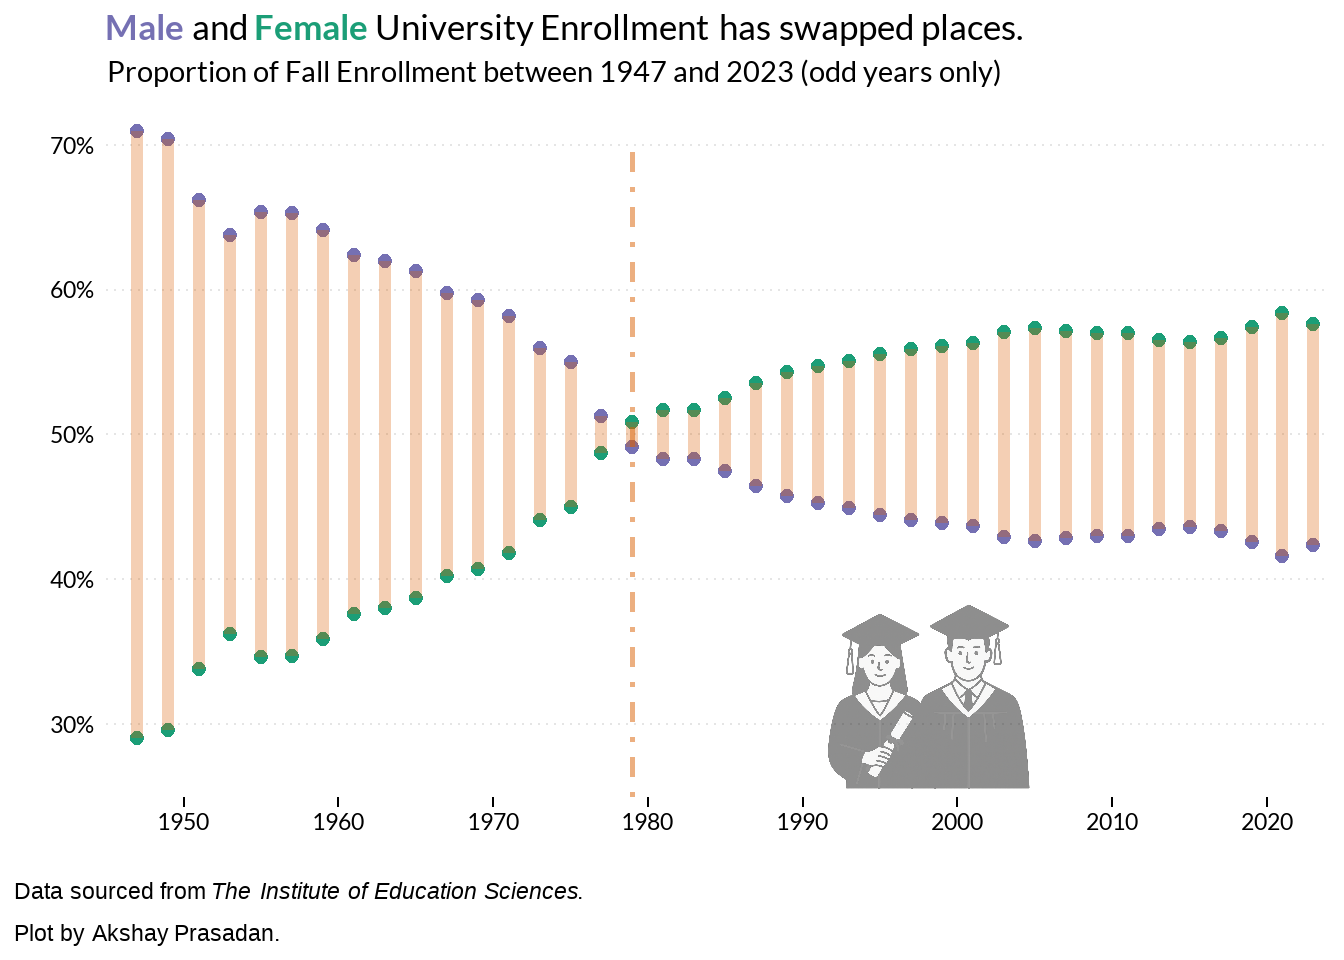 Male and Female University Enrollment has swapped places.
Proportion of Fall Enrollment between 1947 and 2023 (odd years only)
70%
60%
50%
40%
30%
1950 1960 1970 1980 1990 2000 2010 2020
Data sourced from The Institute of Education Sciences.
Plot by Akshay Prasadan.